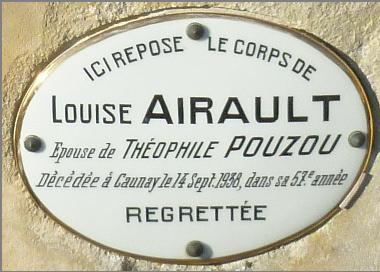 ICI REPOSE LE CORPS DE
LOUISE AIRAULT
Epouse de THÉOPHILE POUZOU
Décédée à Caunay le 14 Sept. 1938, dans sa 57.e année
REGRETTÉE